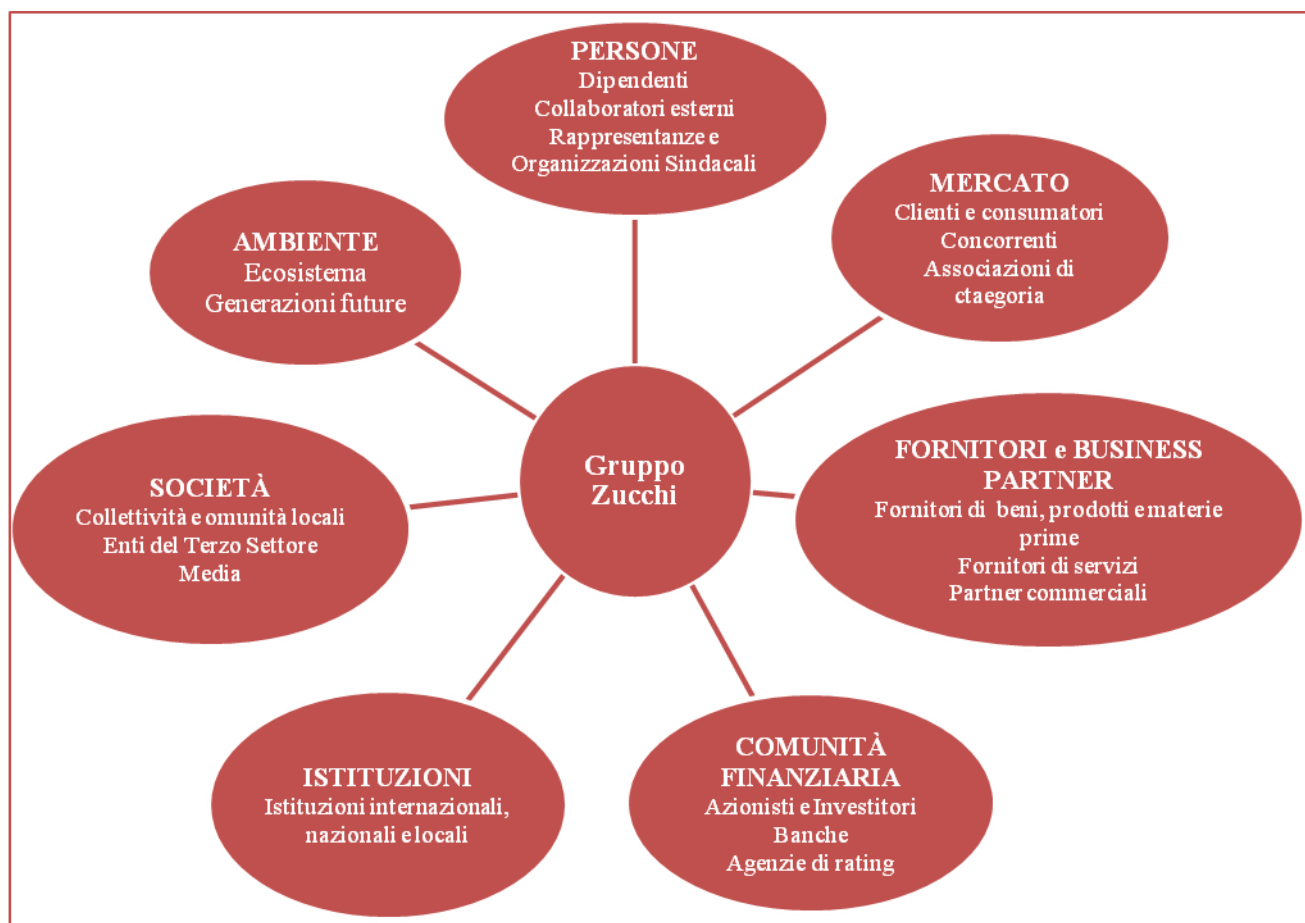 PERSONE
Dipendenti
Collaboratori esterni
Rappresentanze e
Organizzazioni Sindacali
MERCATO
Clienti e consumatori
Concorrenti
Associazioni di
ctaegoria
AMBIENTE
Ecosistema
Generazioni future
Gruppo
Zucchi
FORNITORI e BUSINESS
PARTNER
Fornitori di beni, prodotti e materie
prime
Fornitori di servizi
Partner commerciali
SOCIETÀ
Collettività e omunità locali
Enti del Terzo Settore
Media
COMUNITÀ
FINANZIARIA
Azionisti e Investitori
Banche
Agenzie di rating
ISTITUZIONI
Istituzioni internazionali,
nazionali e locali